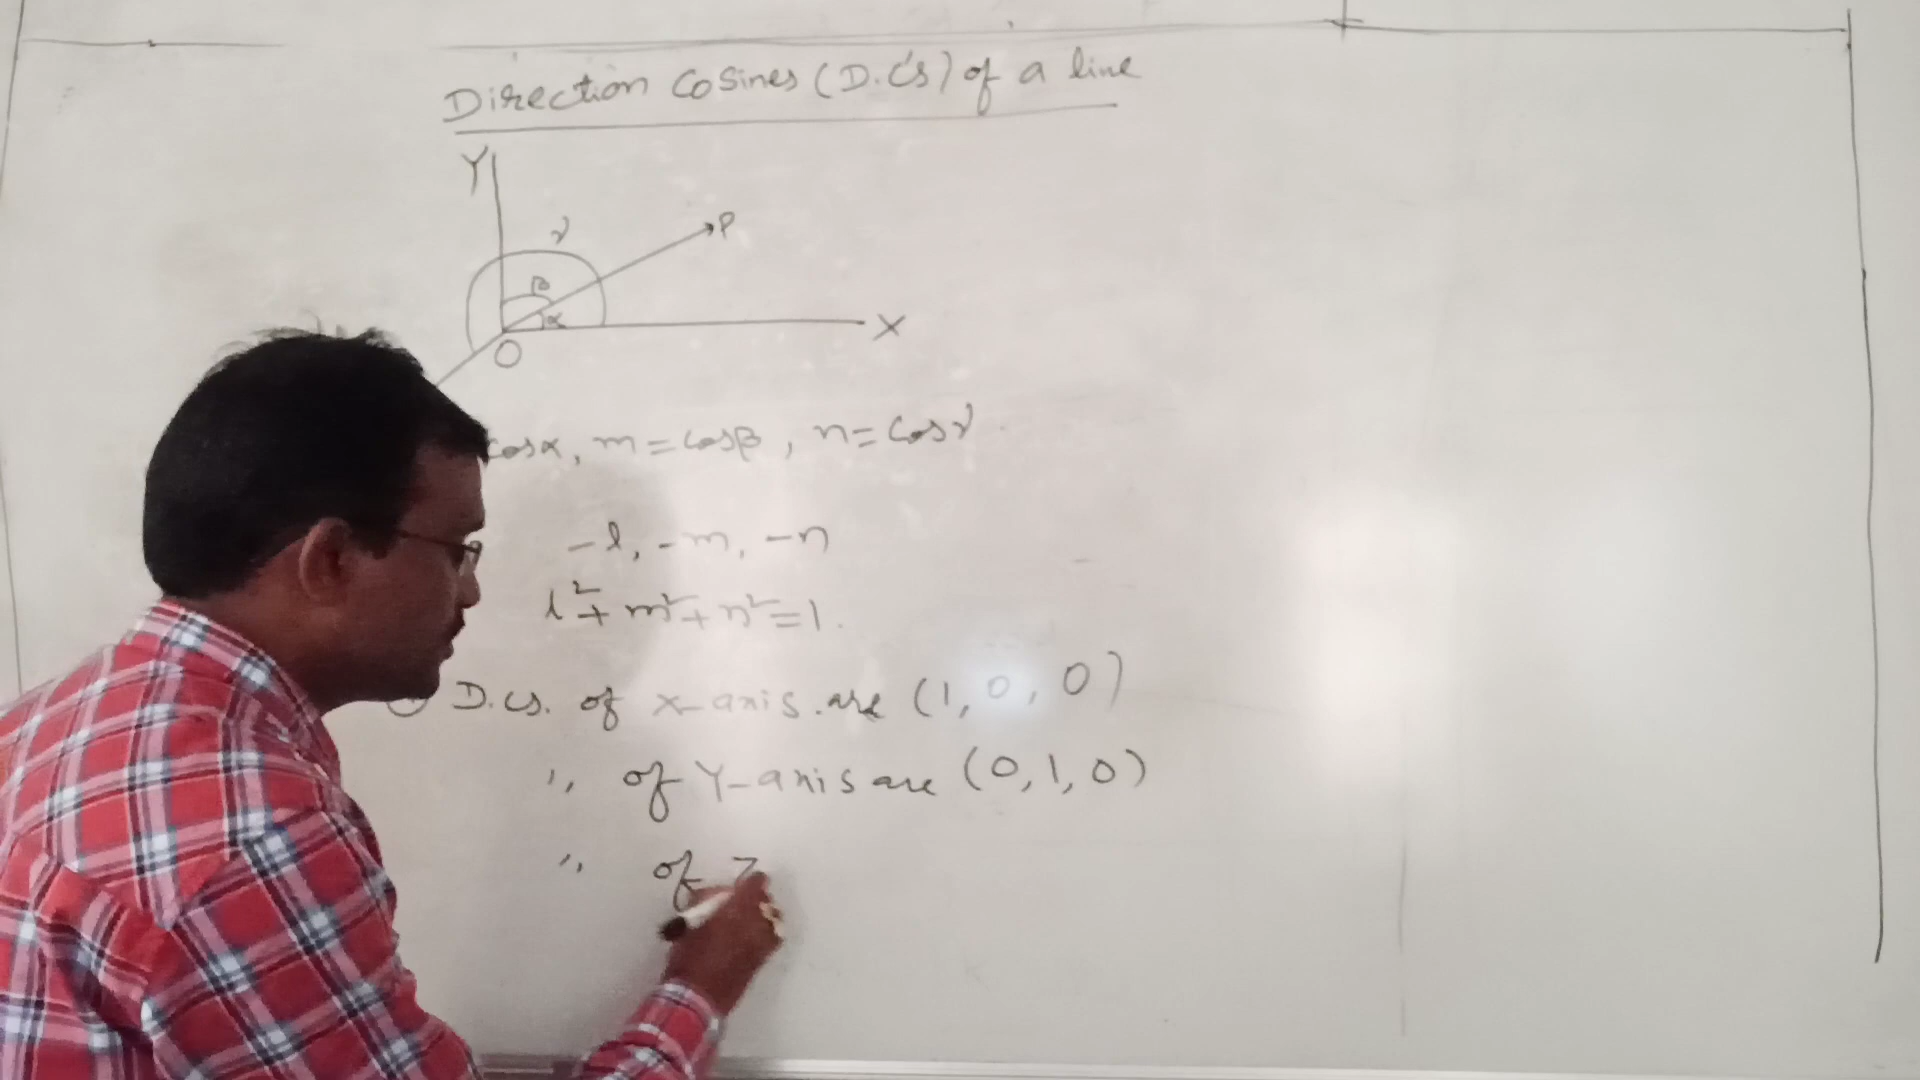 Direction Cosines (D.C's) of a line
Y
γ
P
β
α
X
O
cosα, m = cosβ, n = cosγ
-l, -m, -n
l²+m²+n²=1.
D.cs. of x-axis are (1, 0, 0)
,, of Y-axis are (0, 1, 0)
,, of Z